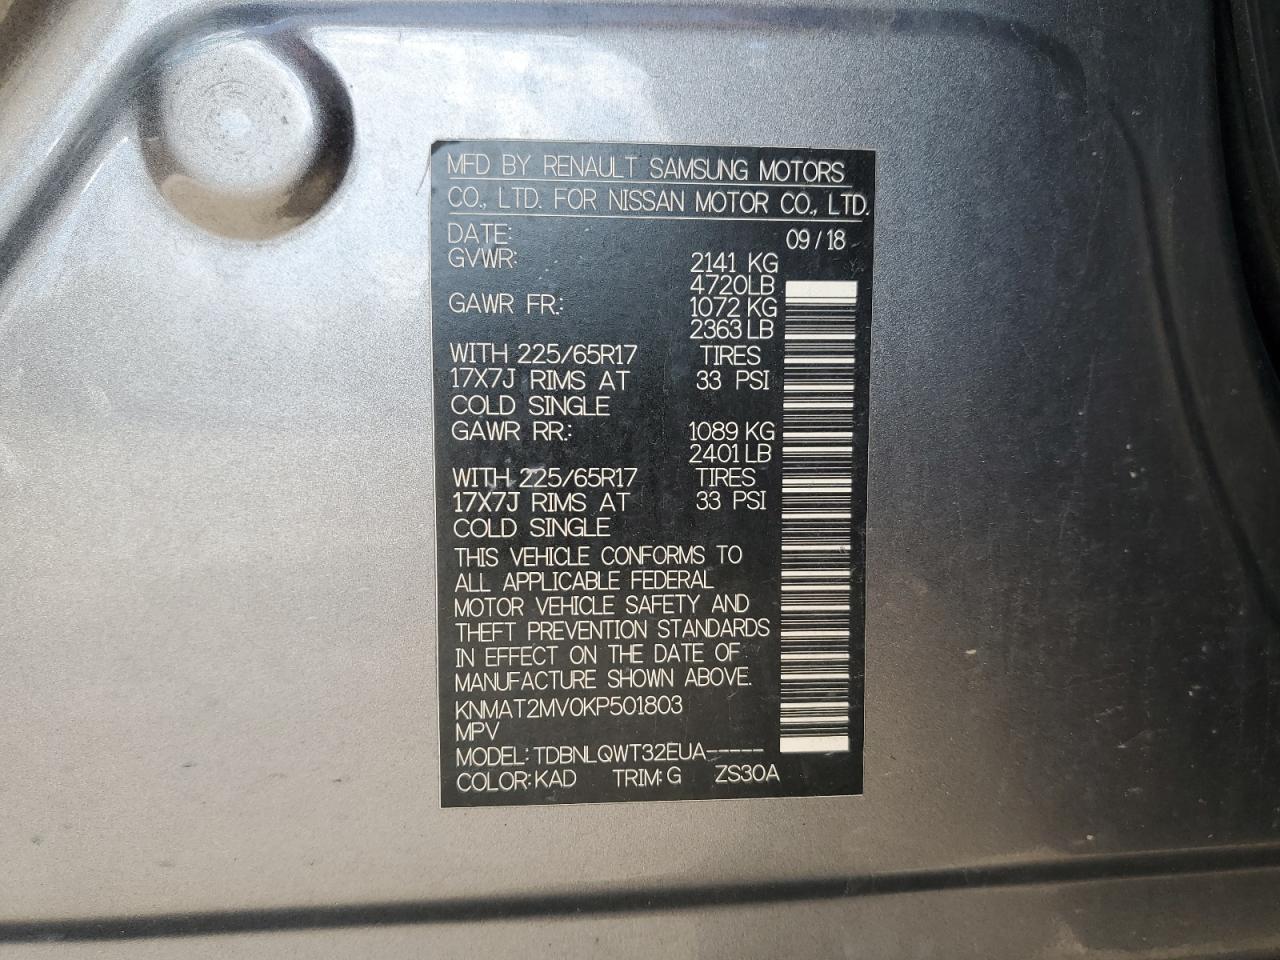 MFD BY RENAULT SAMSUNG MOTORS
CO., LTD. FOR NISSAN MOTOR CO., LTD.
DATE: 09/18
GVWR: 2141 KG
4720LB
GAWR FR.: 1072 KG
2363 LB
WITH 225/65R17 TIRES
17X7J RIMS AT 33 PSI
COLD SINGLE
GAWR RR.: 1089 KG
2401 LB
WITH 225/65R17 TIRES
17X7J RIMS AT 33 PSI
COLD SINGLE
THIS VEHICLE CONFORMS TO
ALL APPLICABLE FEDERAL
MOTOR VEHICLE SAFETY AND
THEFT PREVENTION STANDARDS
IN EFFECT ON THE DATE OF
MANUFACTURE SHOWN ABOVE.
KNMAT2MV0KP501803
MPV
MODEL: TDBNLQWT32EUA-----
COLOR: KAD TRIM: G ZS30A